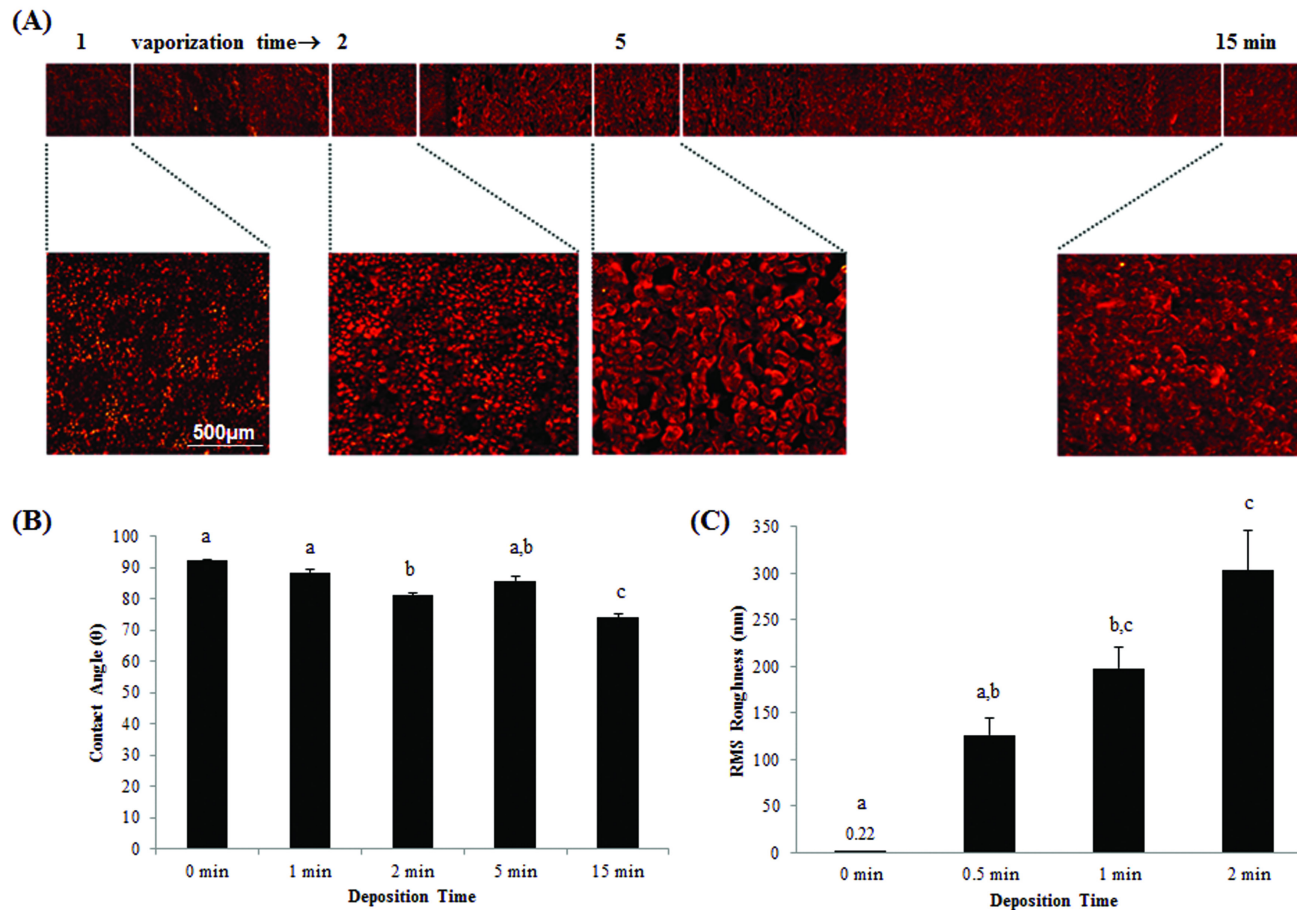 (A)
1 vaporization time→ 2 5 15 min
500µm
(B)
100
90
80
70
60
50
40
30
20
10
0
Contact Angle (θ)
a
a
b
a,b
c
0 min 1 min 2 min 5 min 15 min
Deposition Time
(C)
350
300
250
200
150
100
50
0
RMS Roughness (nm)
a
0.22
a,b
b,c
c
0 min 0.5 min 1 min 2 min
Deposition Time